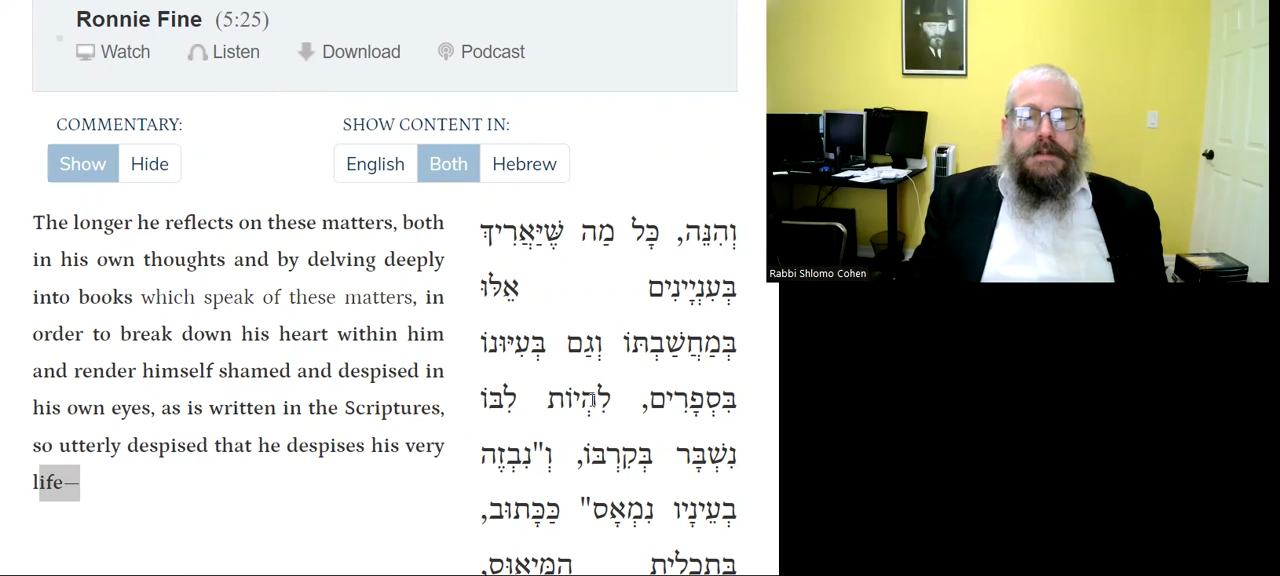 Ronnie Fine (5:25)
Watch Listen Download Podcast
COMMENTARY:
Show Hide
SHOW CONTENT IN:
English Both Hebrew
The longer he reflects on these matters, both
in his own thoughts and by delving deeply
into books which speak of these matters, in
order to break down his heart within him
and render himself shamed and despised in
his own eyes, as is written in the Scriptures,
so utterly despised that he despises his very
life—
וְהִנֵּה, כָּל מַה שֶּׁיַּאֲרִיךְ
בְּעִנְיָינִים אֵלּוּ
בְּמַחֲשַׁבְתּוֹ וְגַם בְּעִיּוּנוֹ
בִּסְפָרִים, לִהְיוֹת לִבּוֹ
נִשְׁבָּר בְּקִרְבּוֹ, וְ"נִבְזֶה
בְעֵינָיו נִמְאָס" כַּכָּתוּב,
בְּתַכְלִית הַמִּיאוּס,
Rabbi Shlomo Cohen